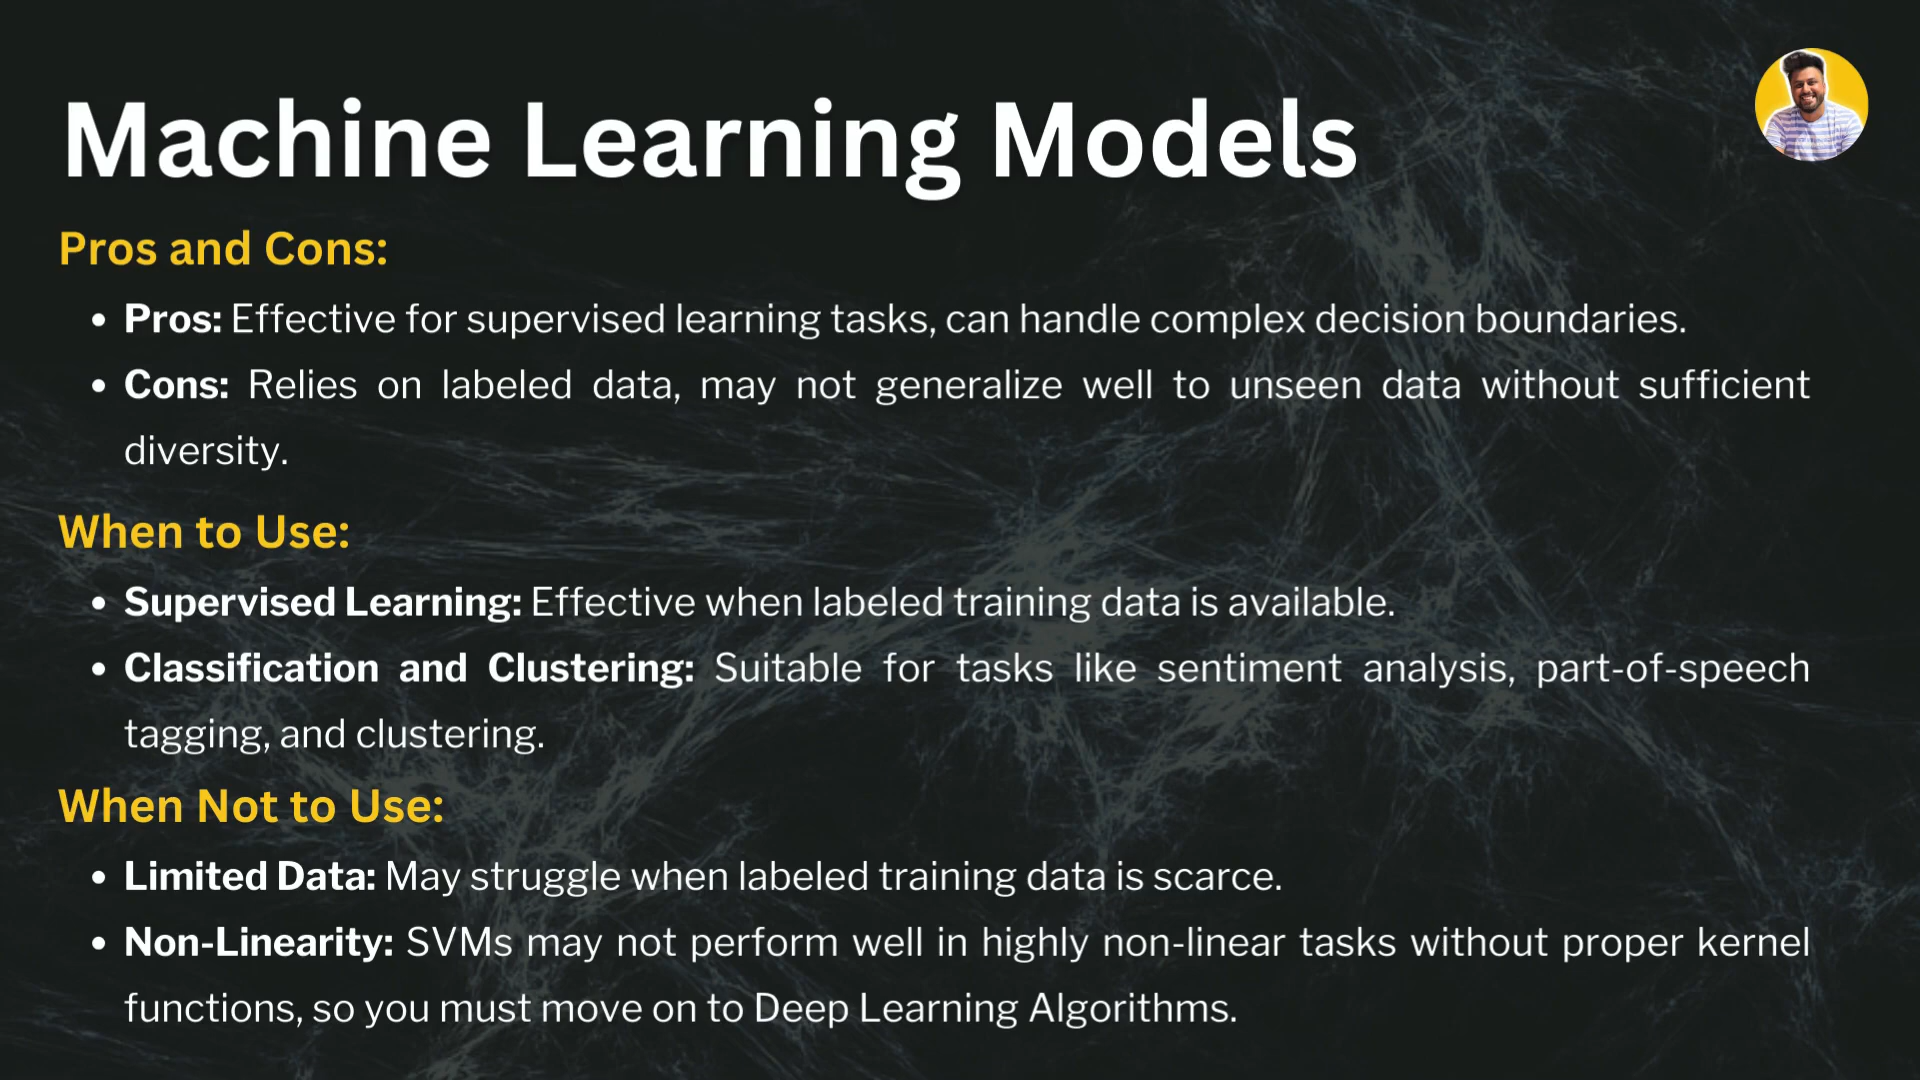 Machine Learning Models
Pros and Cons:
• Pros: Effective for supervised learning tasks, can handle complex decision boundaries.
• Cons: Relies on labeled data, may not generalize well to unseen data without sufficient
diversity.
When to Use:
• Supervised Learning: Effective when labeled training data is available.
• Classification and Clustering: Suitable for tasks like sentiment analysis, part-of-speech
tagging, and clustering.
When Not to Use:
• Limited Data: May struggle when labeled training data is scarce.
• Non-Linearity: SVMs may not perform well in highly non-linear tasks without proper kernel
functions, so you must move on to Deep Learning Algorithms.